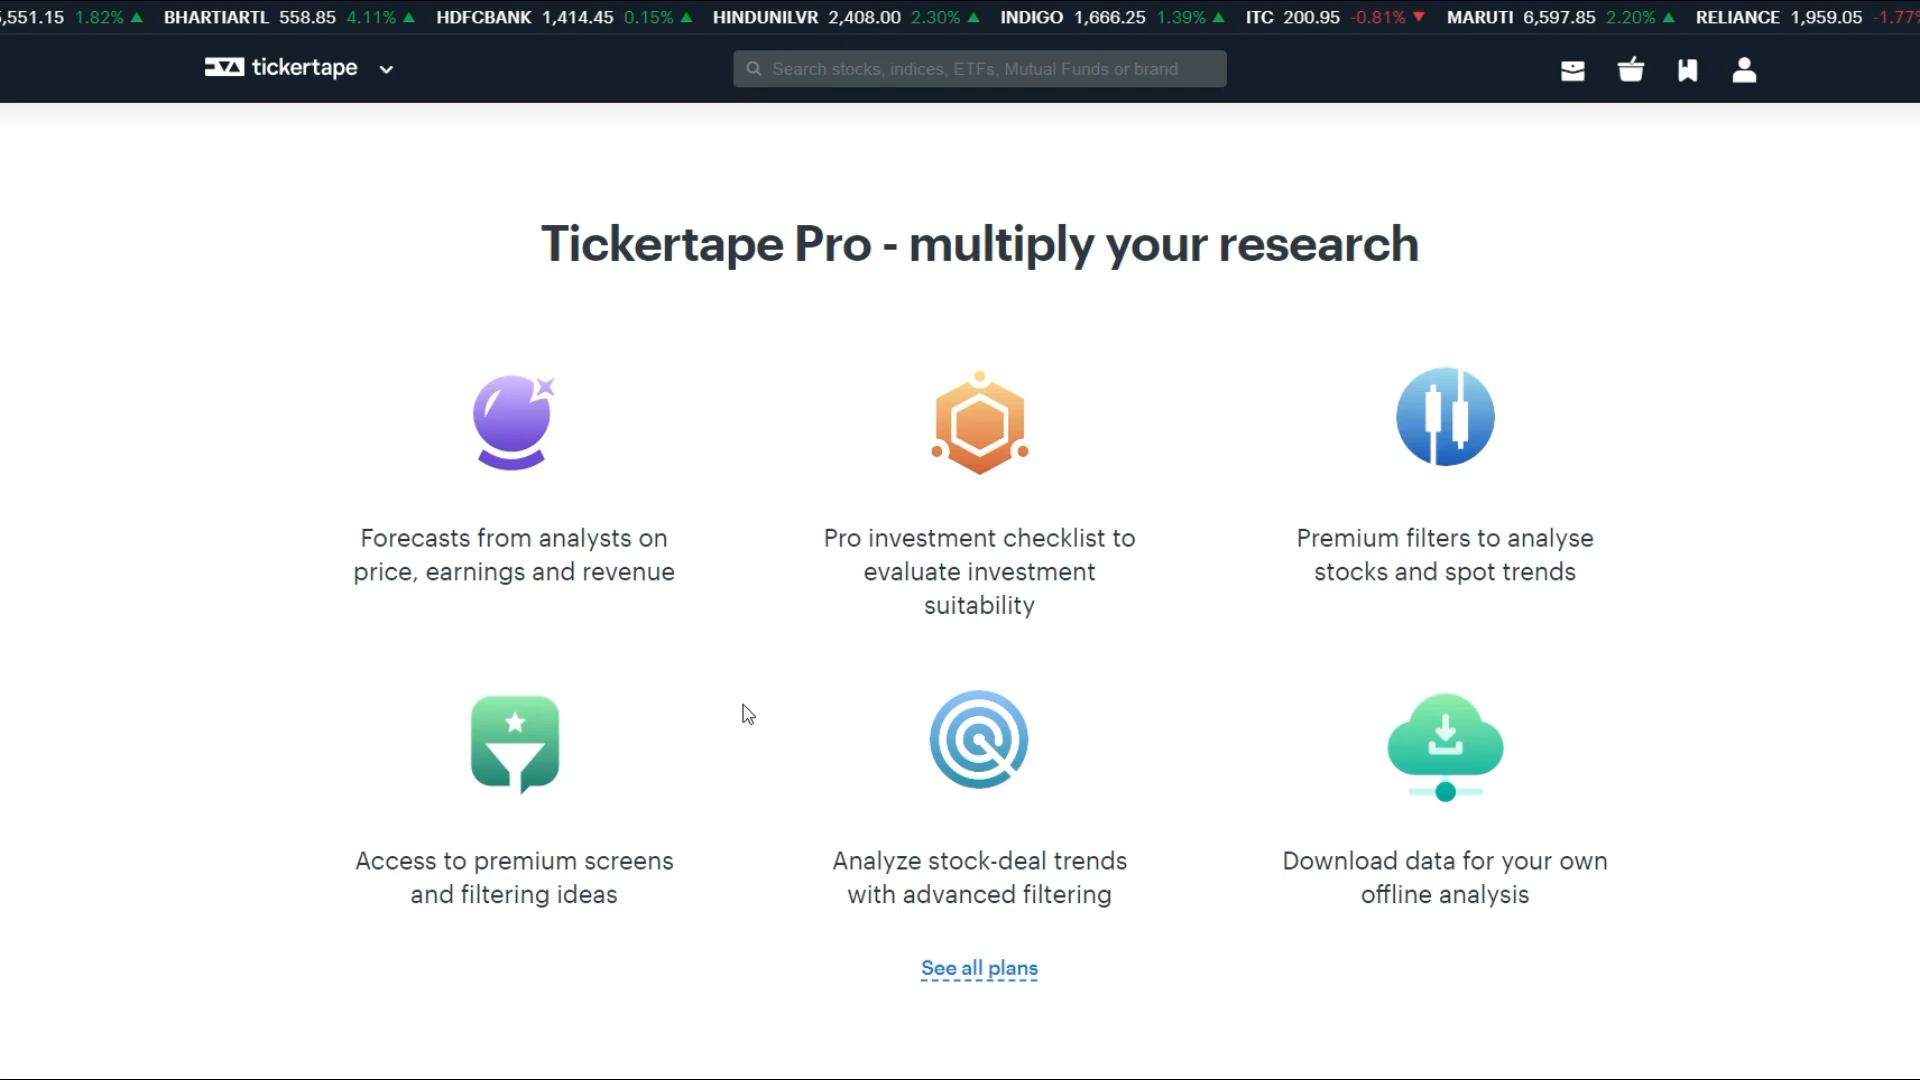 5,551.15 1.82% ▲ BHARTIARTL 558.85 4.11% ▲ HDFCBANK 1,414.45 0.15% ▲ HINDUNILVR 2,408.00 2.30% ▲ INDIGO 1,666.25 1.39% ▲ ITC 200.95 -0.81% ▼ MARUTI 6,597.85 2.20% ▲ RELIANCE 1,959.05 -1.77%
tickertape
Search stocks, indices, ETFs, Mutual Funds or brand
Tickertape Pro - multiply your research
Forecasts from analysts on
price, earnings and revenue
Pro investment checklist to
evaluate investment
suitability
Premium filters to analyse
stocks and spot trends
Access to premium screens
and filtering ideas
Analyze stock-deal trends
with advanced filtering
Download data for your own
offline analysis
See all plans